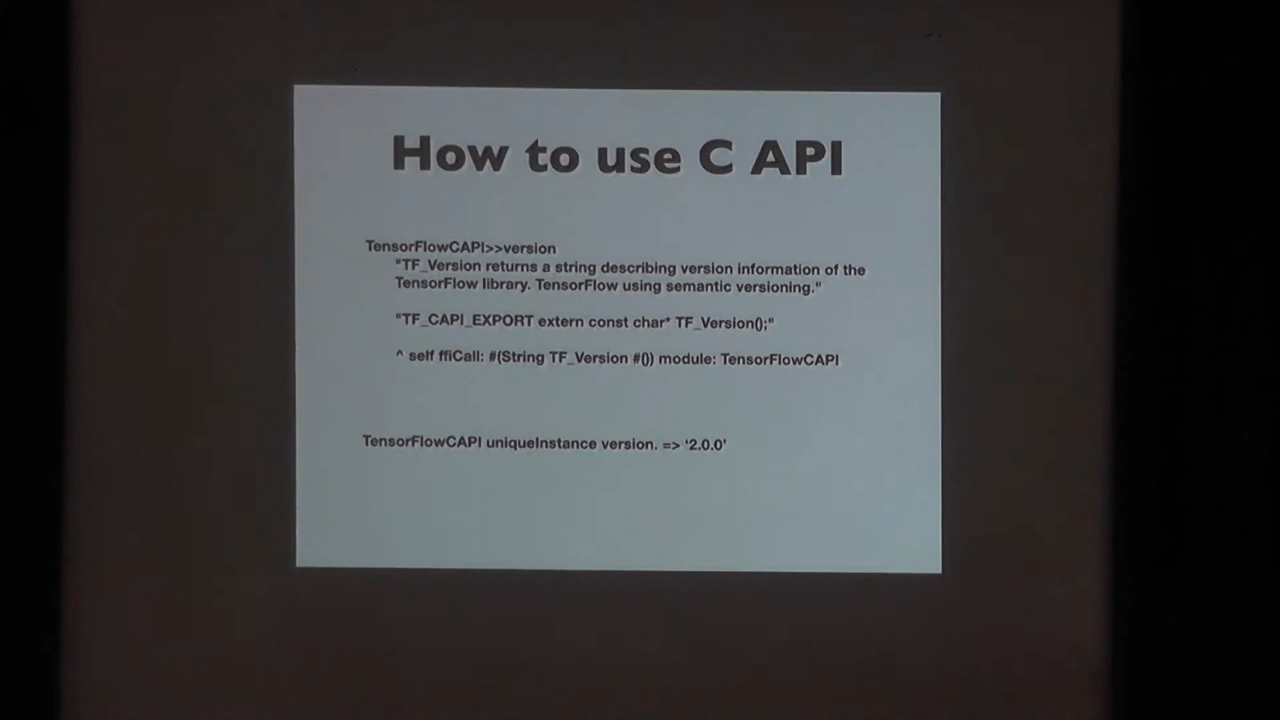 How to use C API
TensorFlowCAPI>>version
"TF_Version returns a string describing version information of the
TensorFlow library. TensorFlow using semantic versioning."
"TF_CAPI_EXPORT extern const char* TF_Version();"
^ self ffiCall: #(String TF_Version #()) module: TensorFlowCAPI
TensorFlowCAPI uniqueInstance version. => ‘2.0.0’